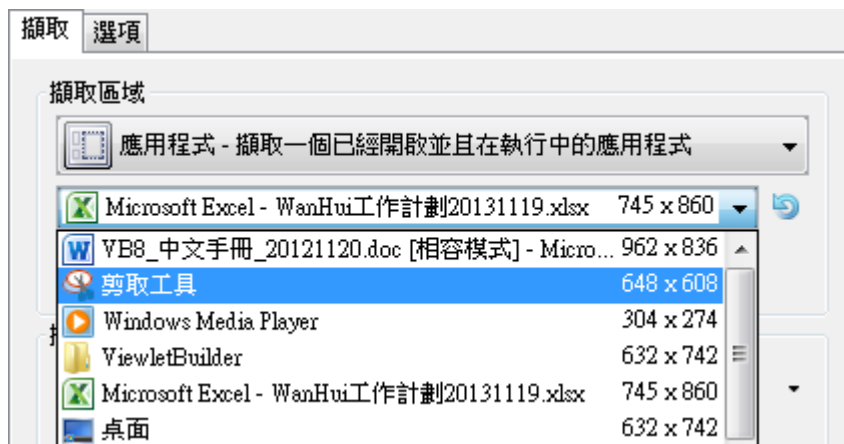 擷取 選項
擷取區域
應用程式 - 擷取一個已經開啟並且在執行中的應用程式
Microsoft Excel - WanHui工作計劃20131119.xlsx 745 x 860
VB8_中文手冊_20121120.doc [相容模式] - Micro... 962 x 836
剪取工具 648 x 608
Windows Media Player 304 x 274
ViewletBuilder 632 x 742
Microsoft Excel - WanHui工作計劃20131119.xlsx 745 x 860
桌面 632 x 742